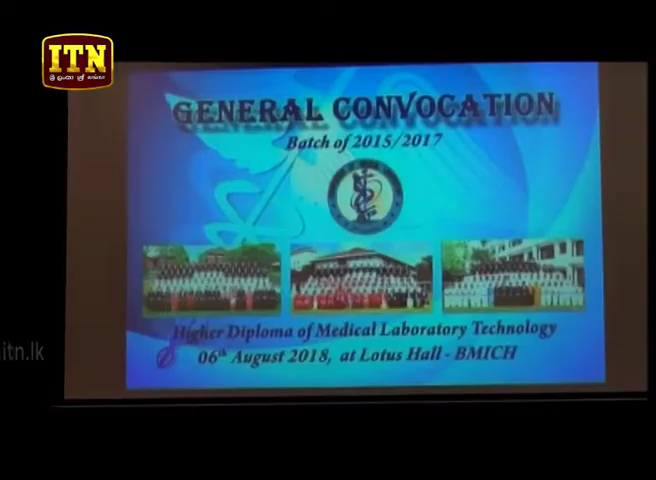 ITN
ශ්‍රී ලංකා ஸ்ரீ லங்கா
GENERAL CONVOCATION
Batch of 2015/2017
Higher Diploma of Medical Laboratory Technology
06th August 2018, at Lotus Hall - BMICH
itn.lk